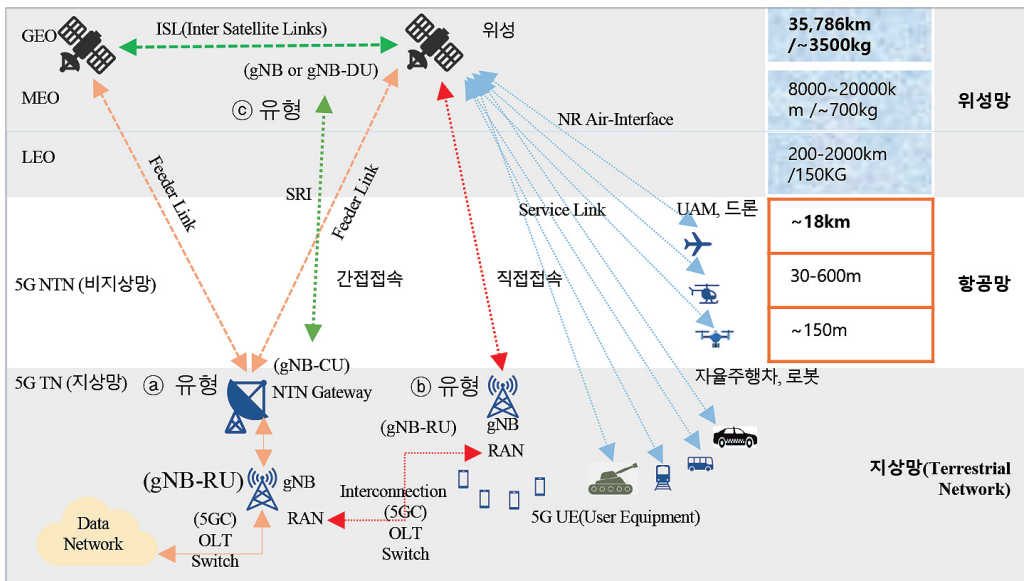 GEO
ISL(Inter Satellite Links)
위성
35,786km
/~3500kg
(gNB or gNB-DU)
MEO
ⓒ 유형
8000~20000k
m /~700kg
위성망
NR Air-Interface
LEO
200-2000km
/150KG
Feeder Link
SRI
Feeder Link
Service Link
UAM, 드론
~18km
5G NTN (비지상망)
간접접속
직접접속
30-600m
항공망
~150m
(gNB-CU)
5G TN (지상망)
ⓐ 유형
NTN Gateway
ⓑ 유형
자율주행차, 로봇
gNB
(gNB-RU)
RAN
(gNB-RU)
gNB
지상망(Terrestrial
Network)
Interconnection
(5GC)
OLT
Switch
RAN
5G UE(User Equipment)
(5GC)
OLT
Switch
Data
Network